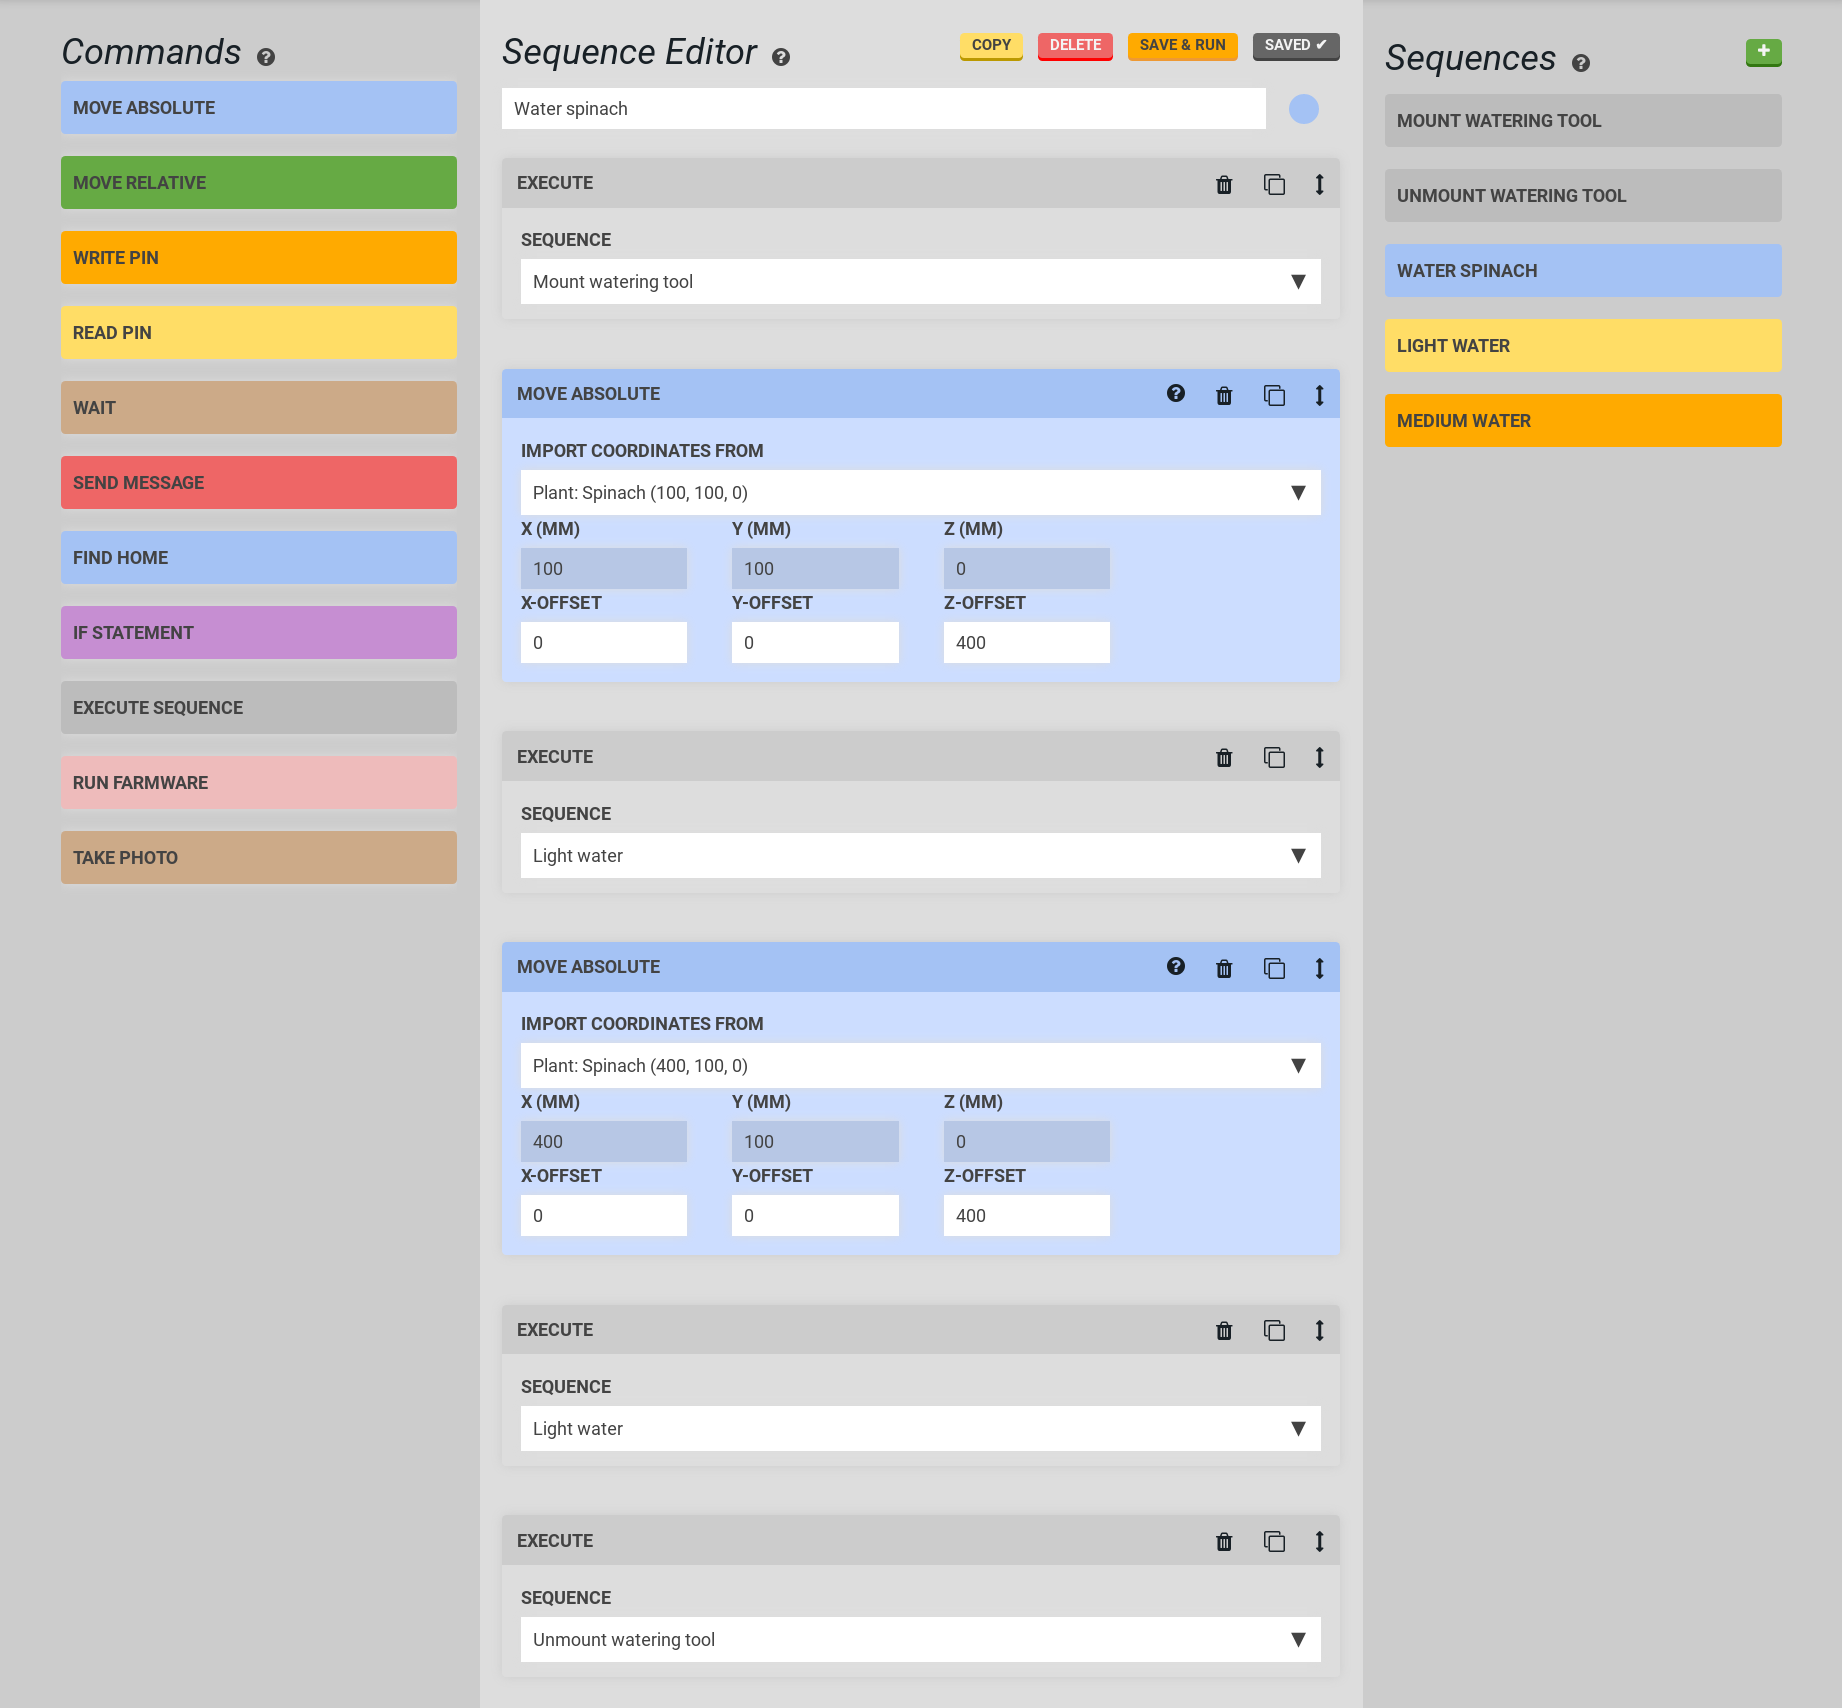 Commands ?
MOVE ABSOLUTE
MOVE RELATIVE
WRITE PIN
READ PIN
WAIT
SEND MESSAGE
FIND HOME
IF STATEMENT
EXECUTE SEQUENCE
RUN FARMWARE
TAKE PHOTO
Sequence Editor ?
COPY DELETE SAVE & RUN SAVED ✔
Water spinach
EXECUTE
SEQUENCE
Mount watering tool ▼
MOVE ABSOLUTE ?
IMPORT COORDINATES FROM
Plant: Spinach (100, 100, 0) ▼
X (MM) Y (MM) Z (MM)
100 100 0
X-OFFSET Y-OFFSET Z-OFFSET
0 0 400
EXECUTE
SEQUENCE
Light water ▼
MOVE ABSOLUTE ?
IMPORT COORDINATES FROM
Plant: Spinach (400, 100, 0) ▼
X (MM) Y (MM) Z (MM)
400 100 0
X-OFFSET Y-OFFSET Z-OFFSET
0 0 400
EXECUTE
SEQUENCE
Light water ▼
EXECUTE
SEQUENCE
Unmount watering tool ▼
Sequences ? +
MOUNT WATERING TOOL
UNMOUNT WATERING TOOL
WATER SPINACH
LIGHT WATER
MEDIUM WATER